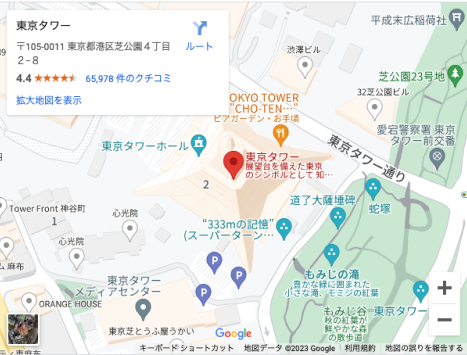 東京タワー
〒105-0011 東京都港区芝公園４丁目
２−８
ルート
4.4
65,978 件のクチコミ
拡大地図を表示
平成末広稲荷社
渋澤ビル
芝公園23号地
32芝公園ビル
TOKYO TOWER
"CHO-TEN…"
ビアガーデン・お手頃
愛宕警察署 東京
タワー前交番
東京タワー通り
東京タワーホール
東京タワー
展望台を備えた東京
のシンボルとして 知…
2
道了大薩埵碑
蛇塚
Tower Front 神谷町
心光院
心光院
"333mの記憶"
(スーパーターン…
もみじの滝
豊かな緑に囲まれた
小さな滝、モミジの紅葉
P
P
P
麻布
東京タワー
メディアセンター
東京タワー
ORANGE HOUSE
もみじ谷
秋の紅葉が
鮮やかな森
の散歩道
東京芝とうふ屋うかい
Google
キーボード ショートカット
地図データ ©2023 Google
利用規約
地図の誤りを報告する